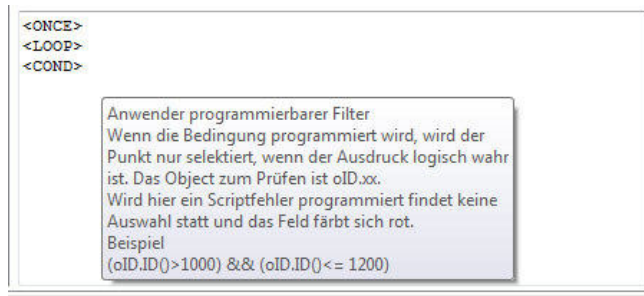 <ONCE>
<LOOP>
<COND>
Anwender programmierbarer Filter
Wenn die Bedingung programmiert wird, wird der
Punkt nur selektiert, wenn der Ausdruck logisch wahr
ist. Das Object zum Prüfen ist oID.xx.
Wird hier ein Scriptfehler programmiert findet keine
Auswahl statt und das Feld färbt sich rot.
Beispiel
(oID.ID()>1000) && (oID.ID()<= 1200)